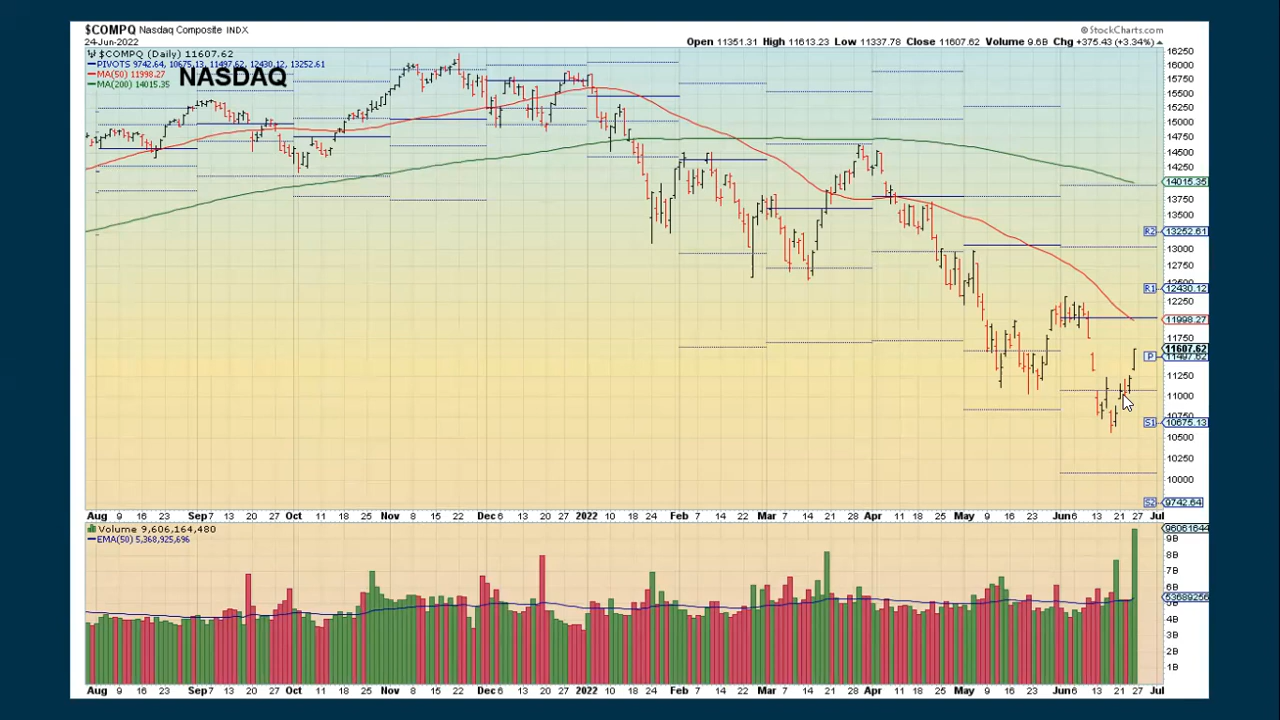 $COMPQ Nasdaq Composite INDX
© StockCharts.com
24-Jun-2022
Open 11351.31 High 11613.23 Low 11337.78 Close 11607.62 Volume 9.6B Chg +375.43 (+3.34%)
$COMPQ (Daily) 11607.62
PIVOTS 9742.64, 10675.13, 11497.62, 12430.12, 13252.61
MA(50) 11998.27
MA(200) 14015.35
NASDAQ
16250
16000
15750
15500
15250
15000
14750
14500
14250
14015.35
13750
13500
R2 13252.61
13000
12750
R1 12430.12
12250
11998.27
11750
11607.62
P 11497.62
11250
11000
10750
S1 10675.13
10500
10250
10000
S2 9742.64
Aug 9 16 23 Sep 7 13 20 27 Oct 11 18 25 Nov 8 15 22 Dec 6 13 20 27 2022 10 18 24 Feb 7 14 22 Mar 7 14 21 28 Apr 11 18 25 May 9 16 23 Jun 6 13 21 27 Jul
Volume 9,606,164,480
EMA(50) 5,368,925,696
96061644
9B
8B
7B
6B
53689256
5B
4B
3B
2B
1B
Aug 9 16 23 Sep 7 13 20 27 Oct 11 18 25 Nov 8 15 22 Dec 6 13 20 27 2022 10 18 24 Feb 7 14 22 Mar 7 14 21 28 Apr 11 18 25 May 9 16 23 Jun 6 13 21 27 Jul